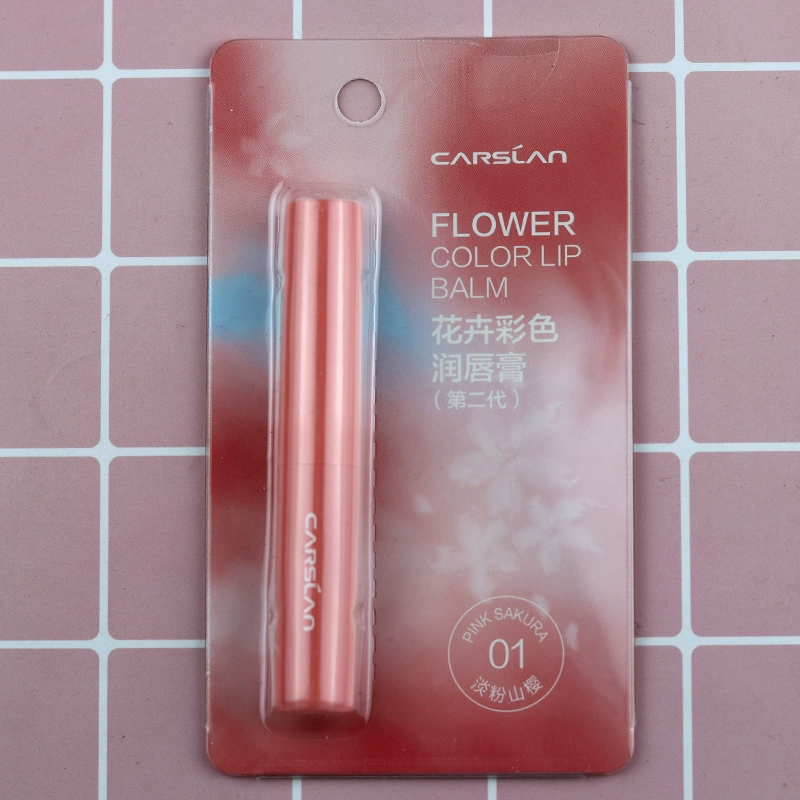 CARSLAN
FLOWER
COLOR LIP
BALM
花卉彩色
润唇膏
（第二代）
CARSLAN
PINK SAKURA
01
淡粉山樱